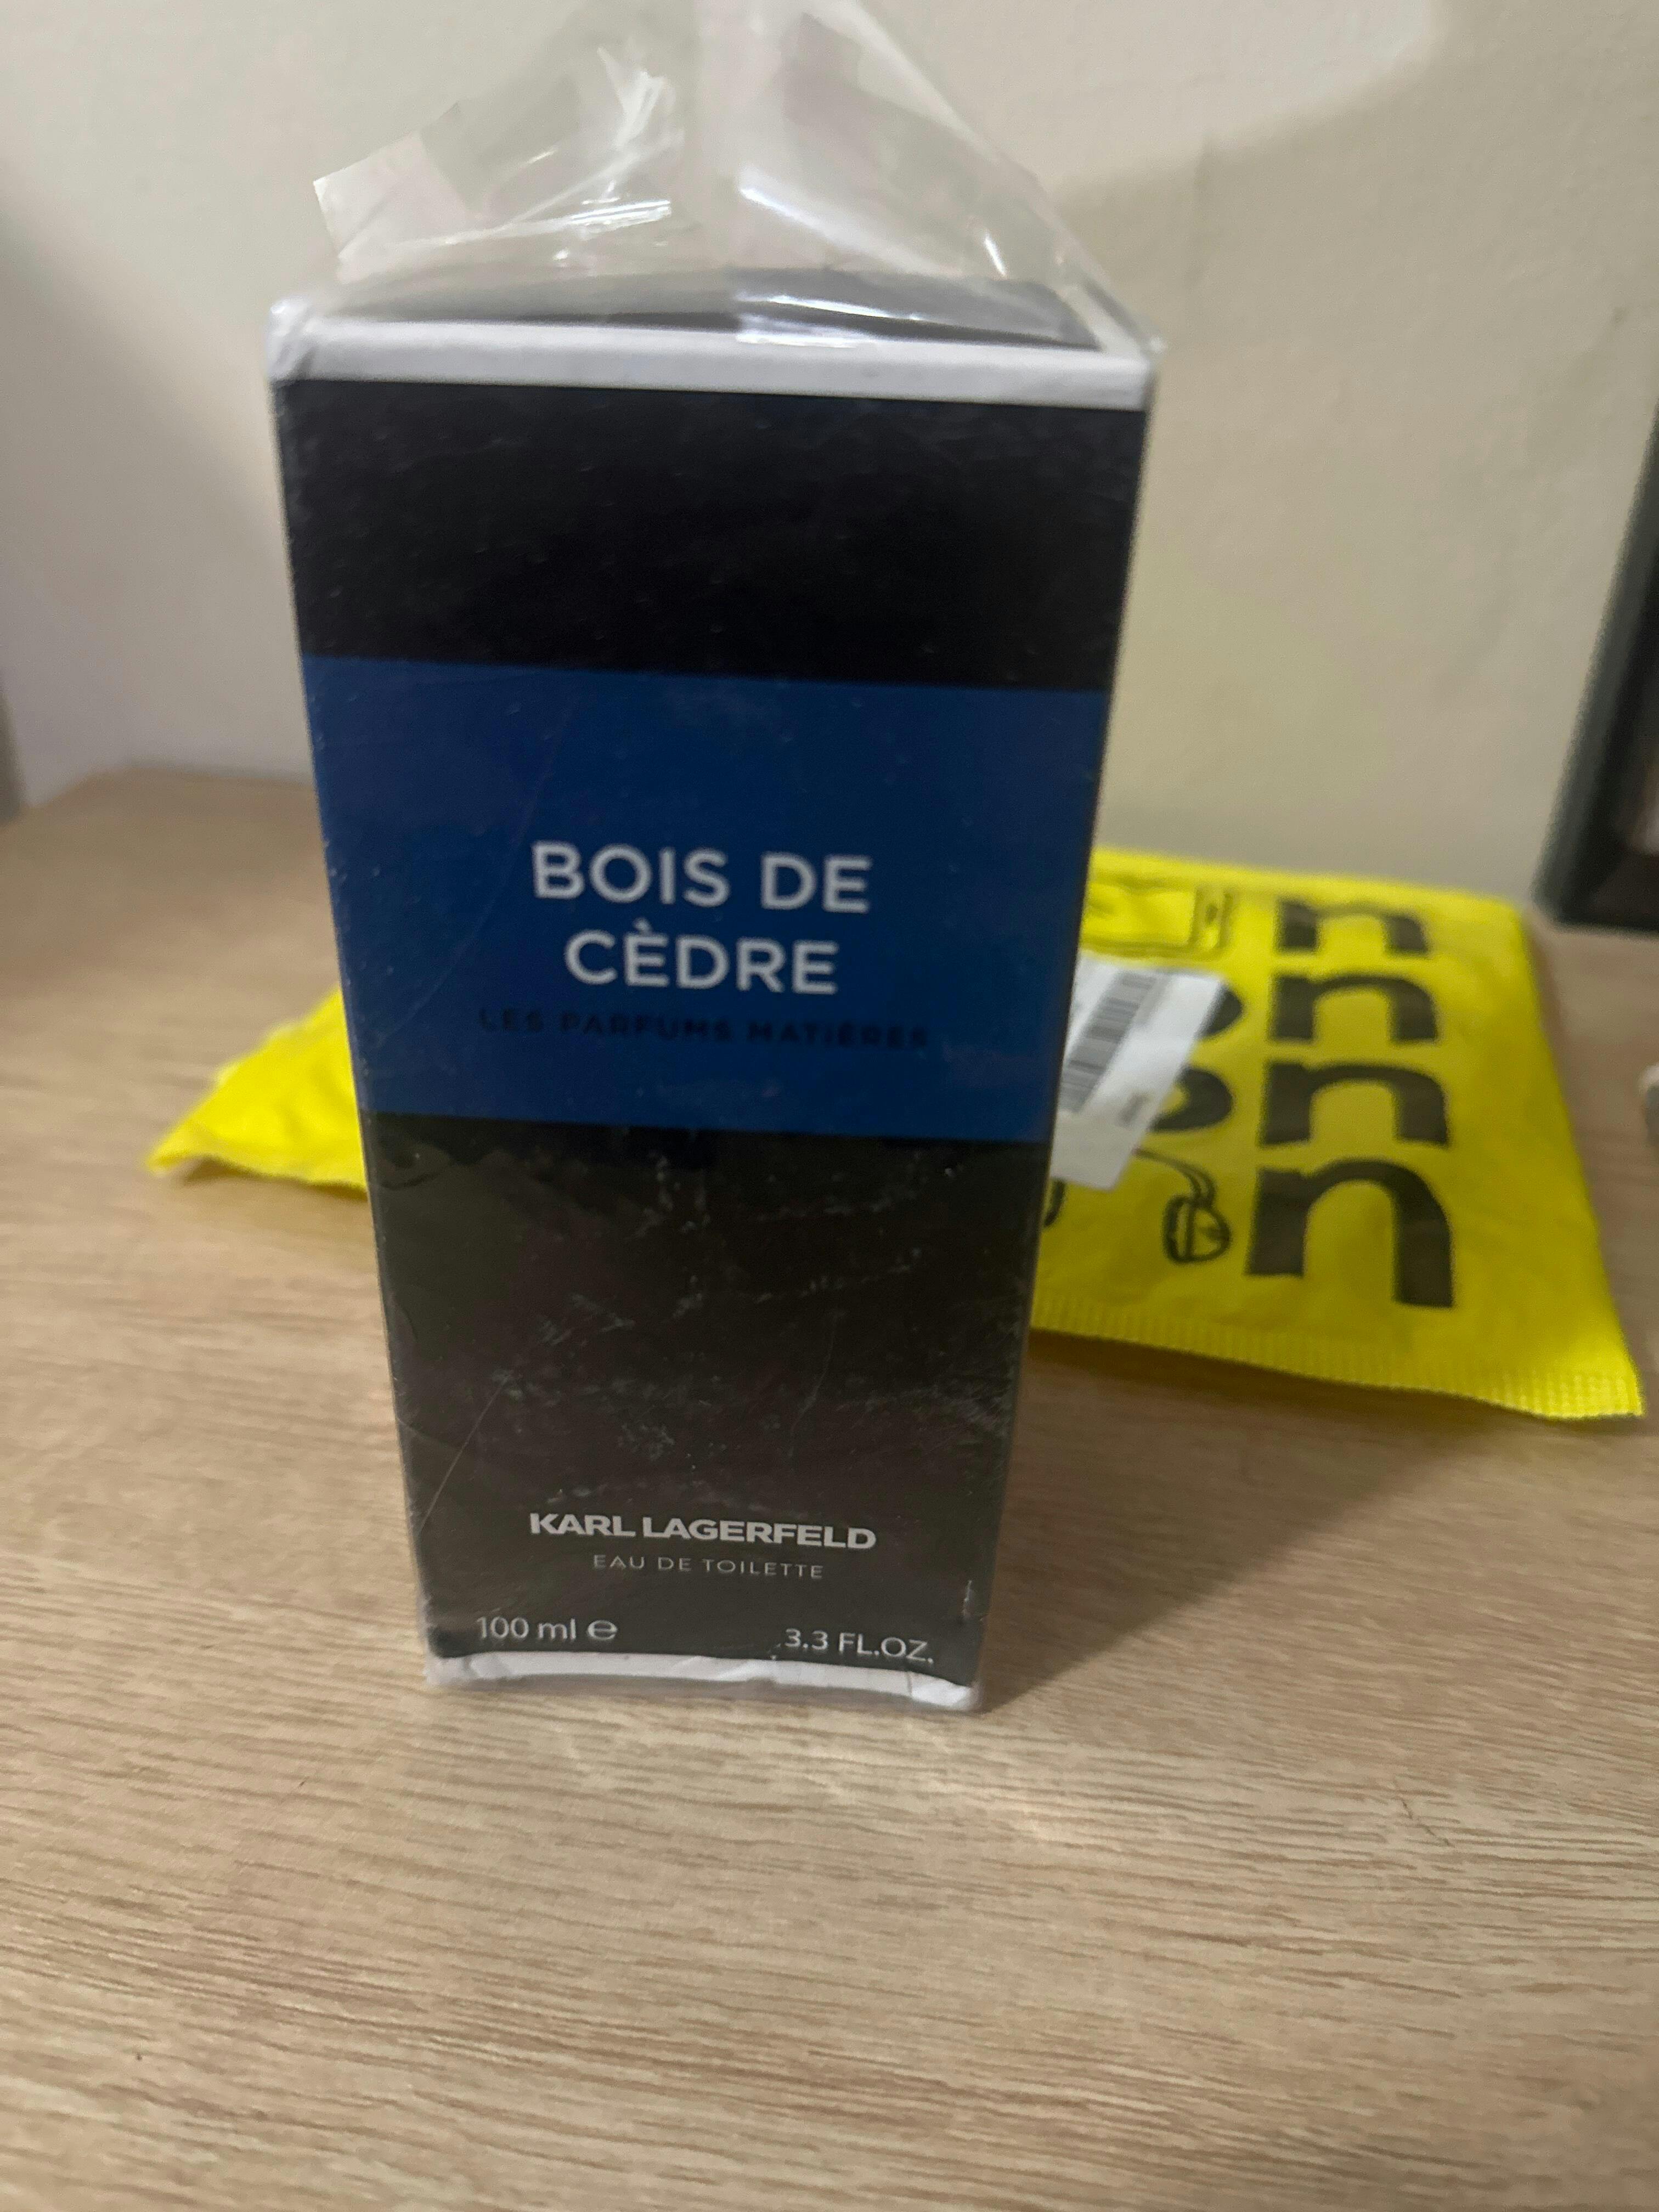 BOIS DE
CÈDRE
LES PARFUMS MATIÈRES
KARL LAGERFELD
EAU DE TOILETTE
100 ml ℮
3.3 FL.OZ.
n
n
n
n